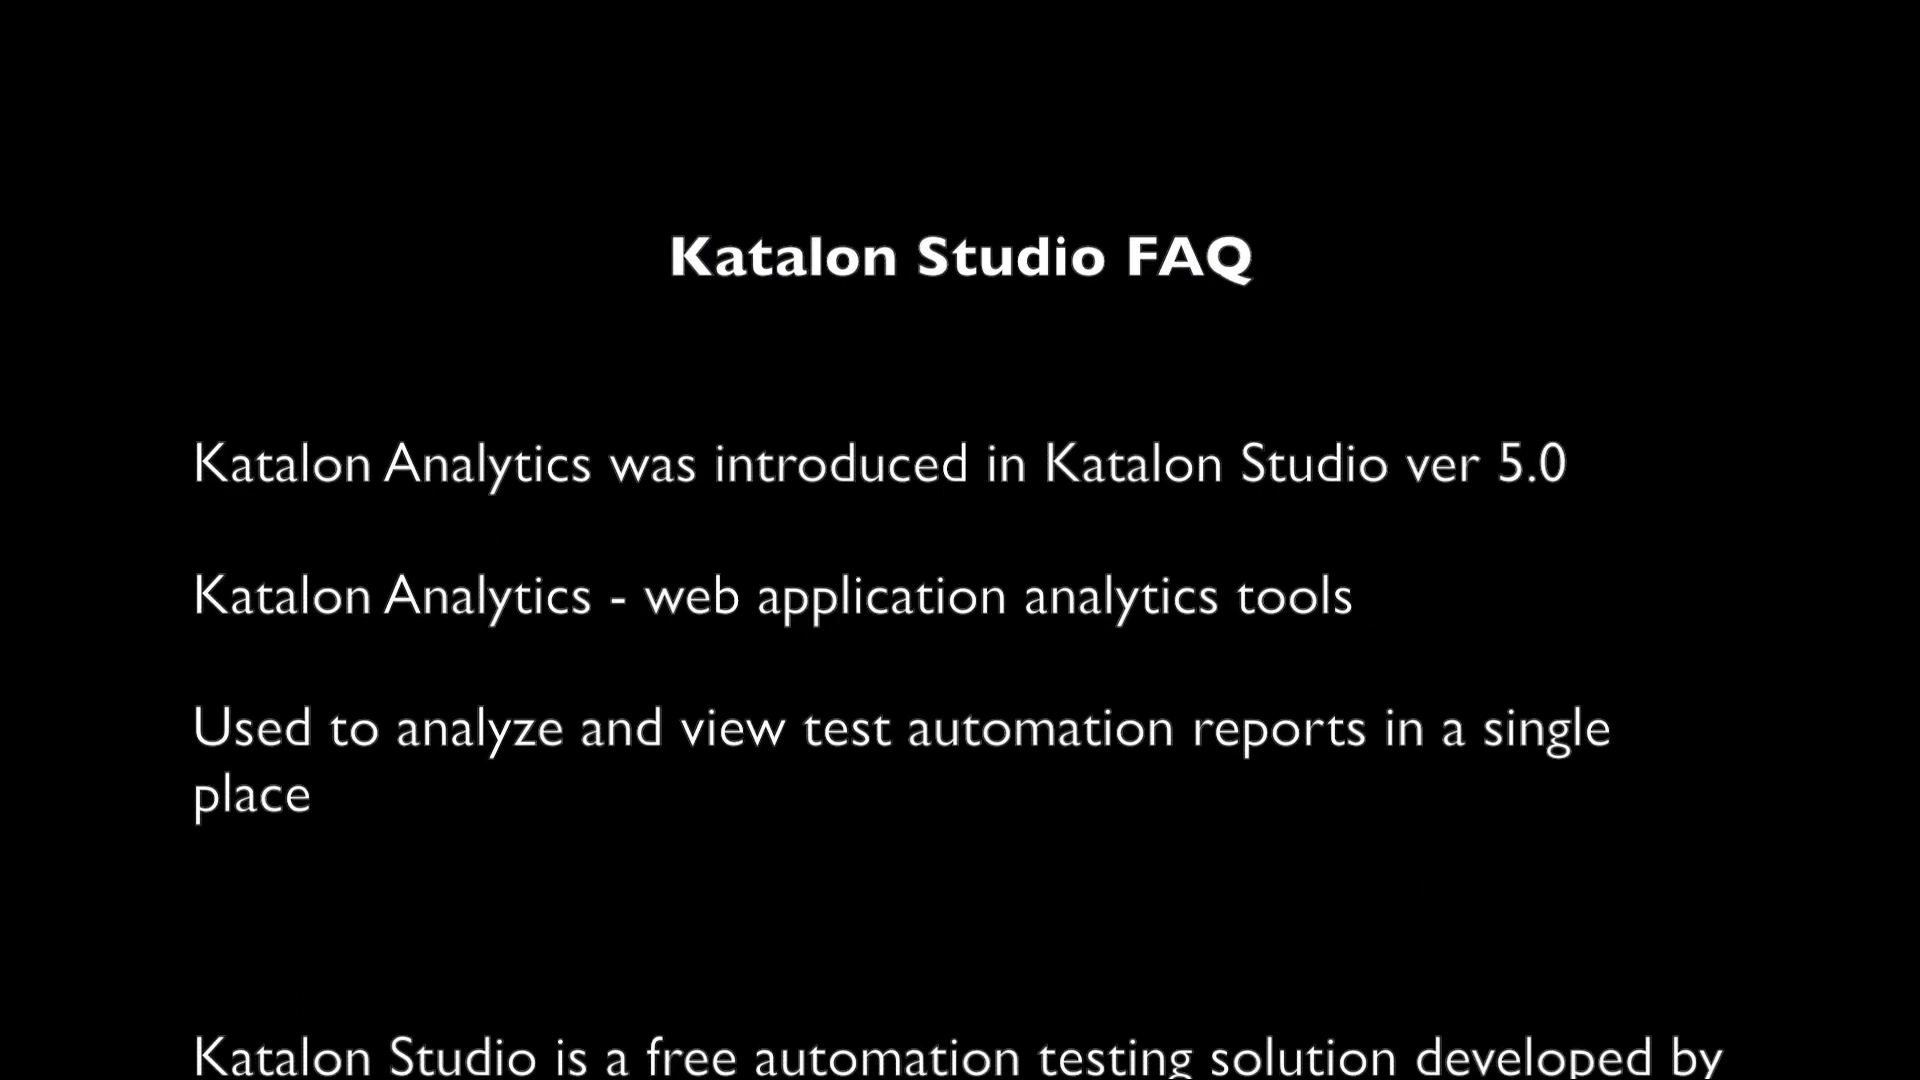 Katalon Studio FAQ
Katalon Analytics was introduced in Katalon Studio ver 5.0
Katalon Analytics - web application analytics tools
Used to analyze and view test automation reports in a single
place
Katalon Studio is a free automation testing solution developed by